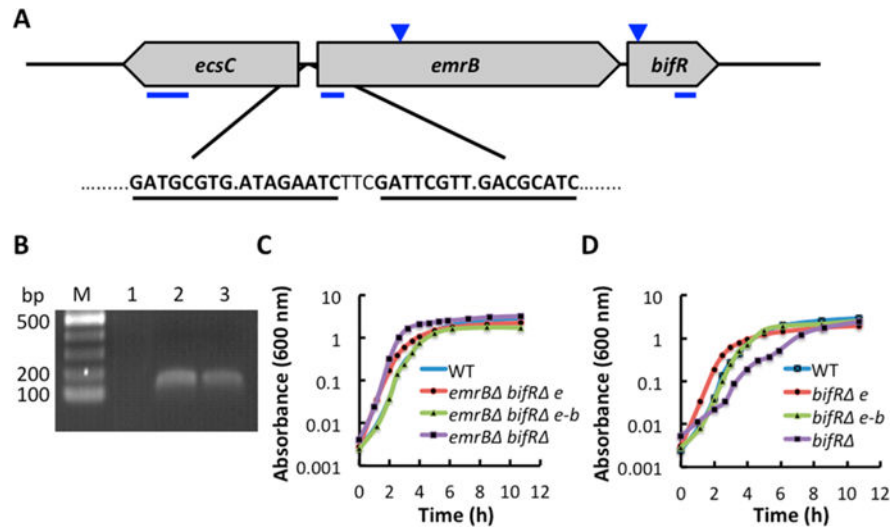 A
ecsC emrB bifR
.........GATGCGTG.ATAGAATCTTCGATTCGTT.GACGCATC........
B
bp M 1 2 3
500
200
100
C
Absorbance (600 nm)
10
1
0.1
0.01
0.001
0 2 4 6 8 10 12
Time (h)
WT
emrBΔ bifRΔ e
emrBΔ bifRΔ e-b
emrBΔ bifRΔ
D
Absorbance (600 nm)
10
1
0.1
0.01
0.001
0 2 4 6 8 10 12
Time (h)
WT
bifRΔ e
bifRΔ e-b
bifRΔ